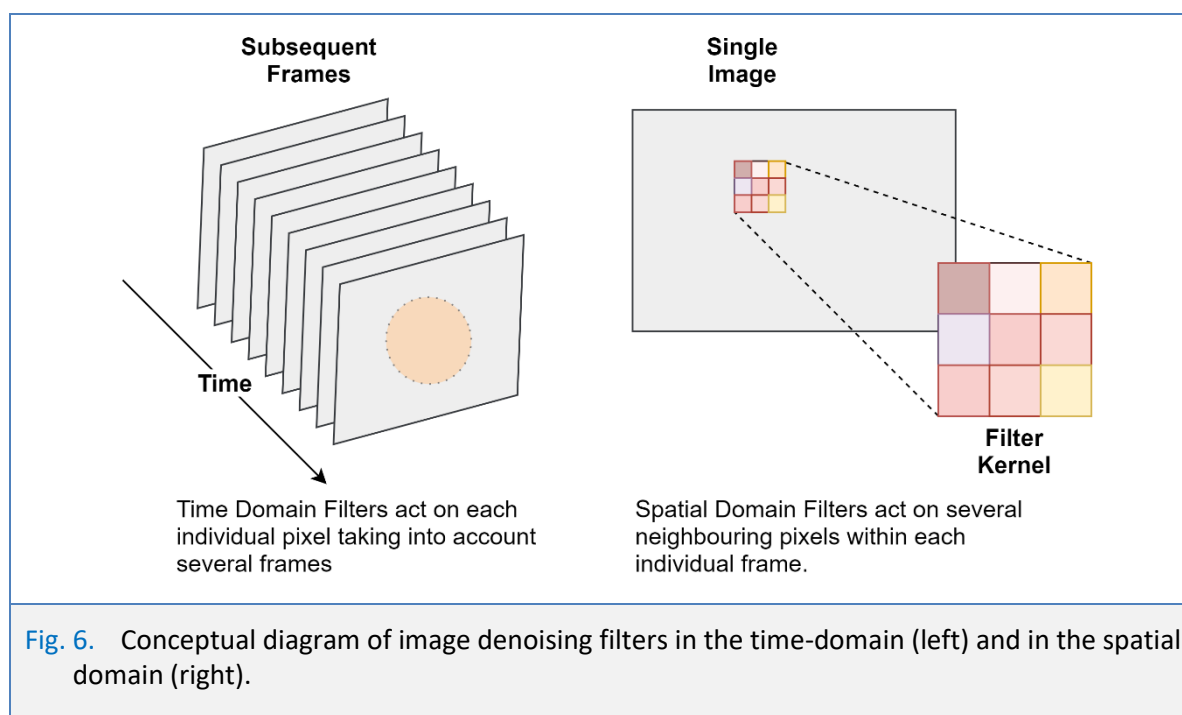 Subsequent
Frames
Single
Image
Time
Filter
Kernel
Time Domain Filters act on each
individual pixel taking into account
several frames
Spatial Domain Filters act on several
neighbouring pixels within each
individual frame.
Fig. 6. Conceptual diagram of image denoising filters in the time-domain (left) and in the spatial
domain (right).